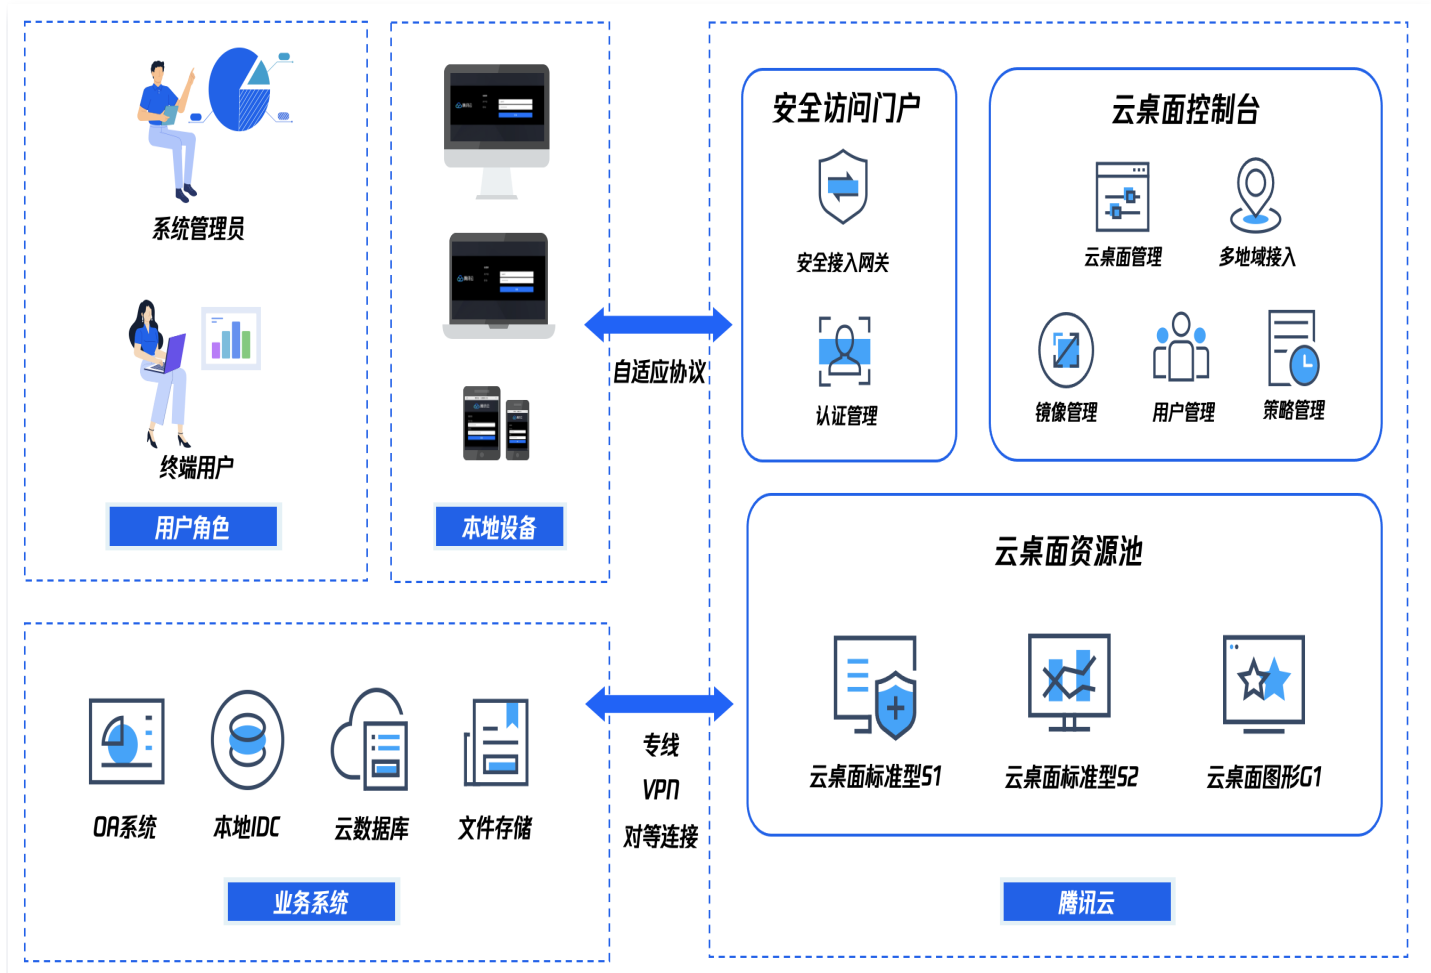 系统管理员
终端用户
用户角色
本地设备
自适应协议
安全访问门户
安全接入网关
认证管理
云桌面控制台
云桌面管理
多地域接入
镜像管理
用户管理
策略管理
云桌面资源池
云桌面标准型S1
云桌面标准型S2
云桌面图形G1
腾讯云
专线
VPN
对等连接
OA系统
本地IDC
云数据库
文件存储
业务系统